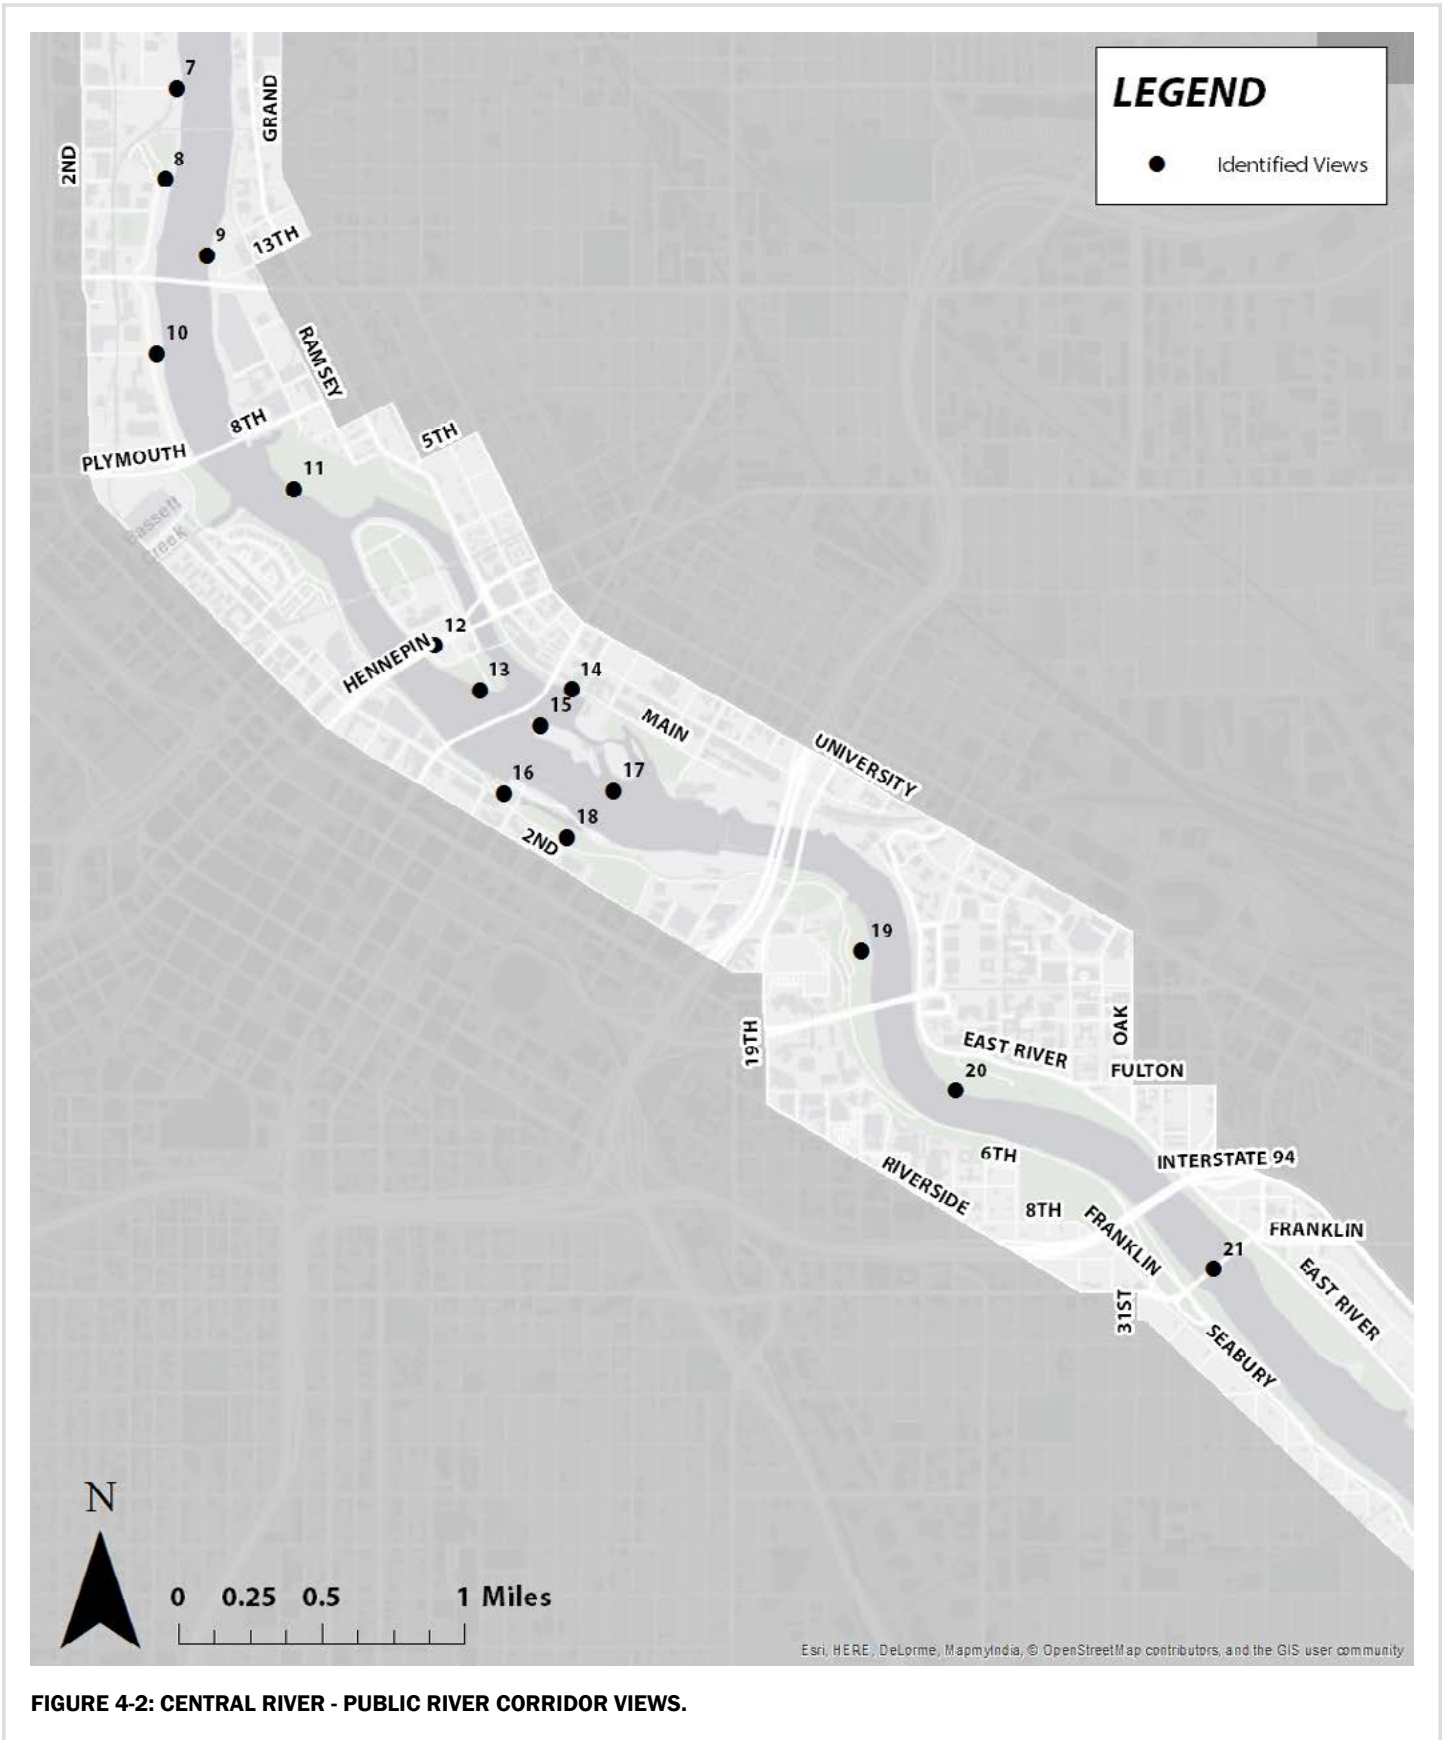 7
GRAND
LEGEND
Identified Views
2ND
8
9
13TH
10
RAMSEY
8TH
5TH
PLYMOUTH
11
Bassett
Creek
12
HENNEPIN
13
14
15
MAIN
UNIVERSITY
16
17
18
2ND
19
19TH
OAK
EAST RIVER
20
FULTON
6TH
INTERSTATE 94
RIVERSIDE
8TH
FRANKLIN
FRANKLIN
21
EAST RIVER
31ST
SEABURY
N
0 0.25 0.5 1 Miles
Esri, HERE, DeLorme, MapmyIndia, © OpenStreetMap contributors, and the GIS user community
FIGURE 4-2: CENTRAL RIVER - PUBLIC RIVER CORRIDOR VIEWS.